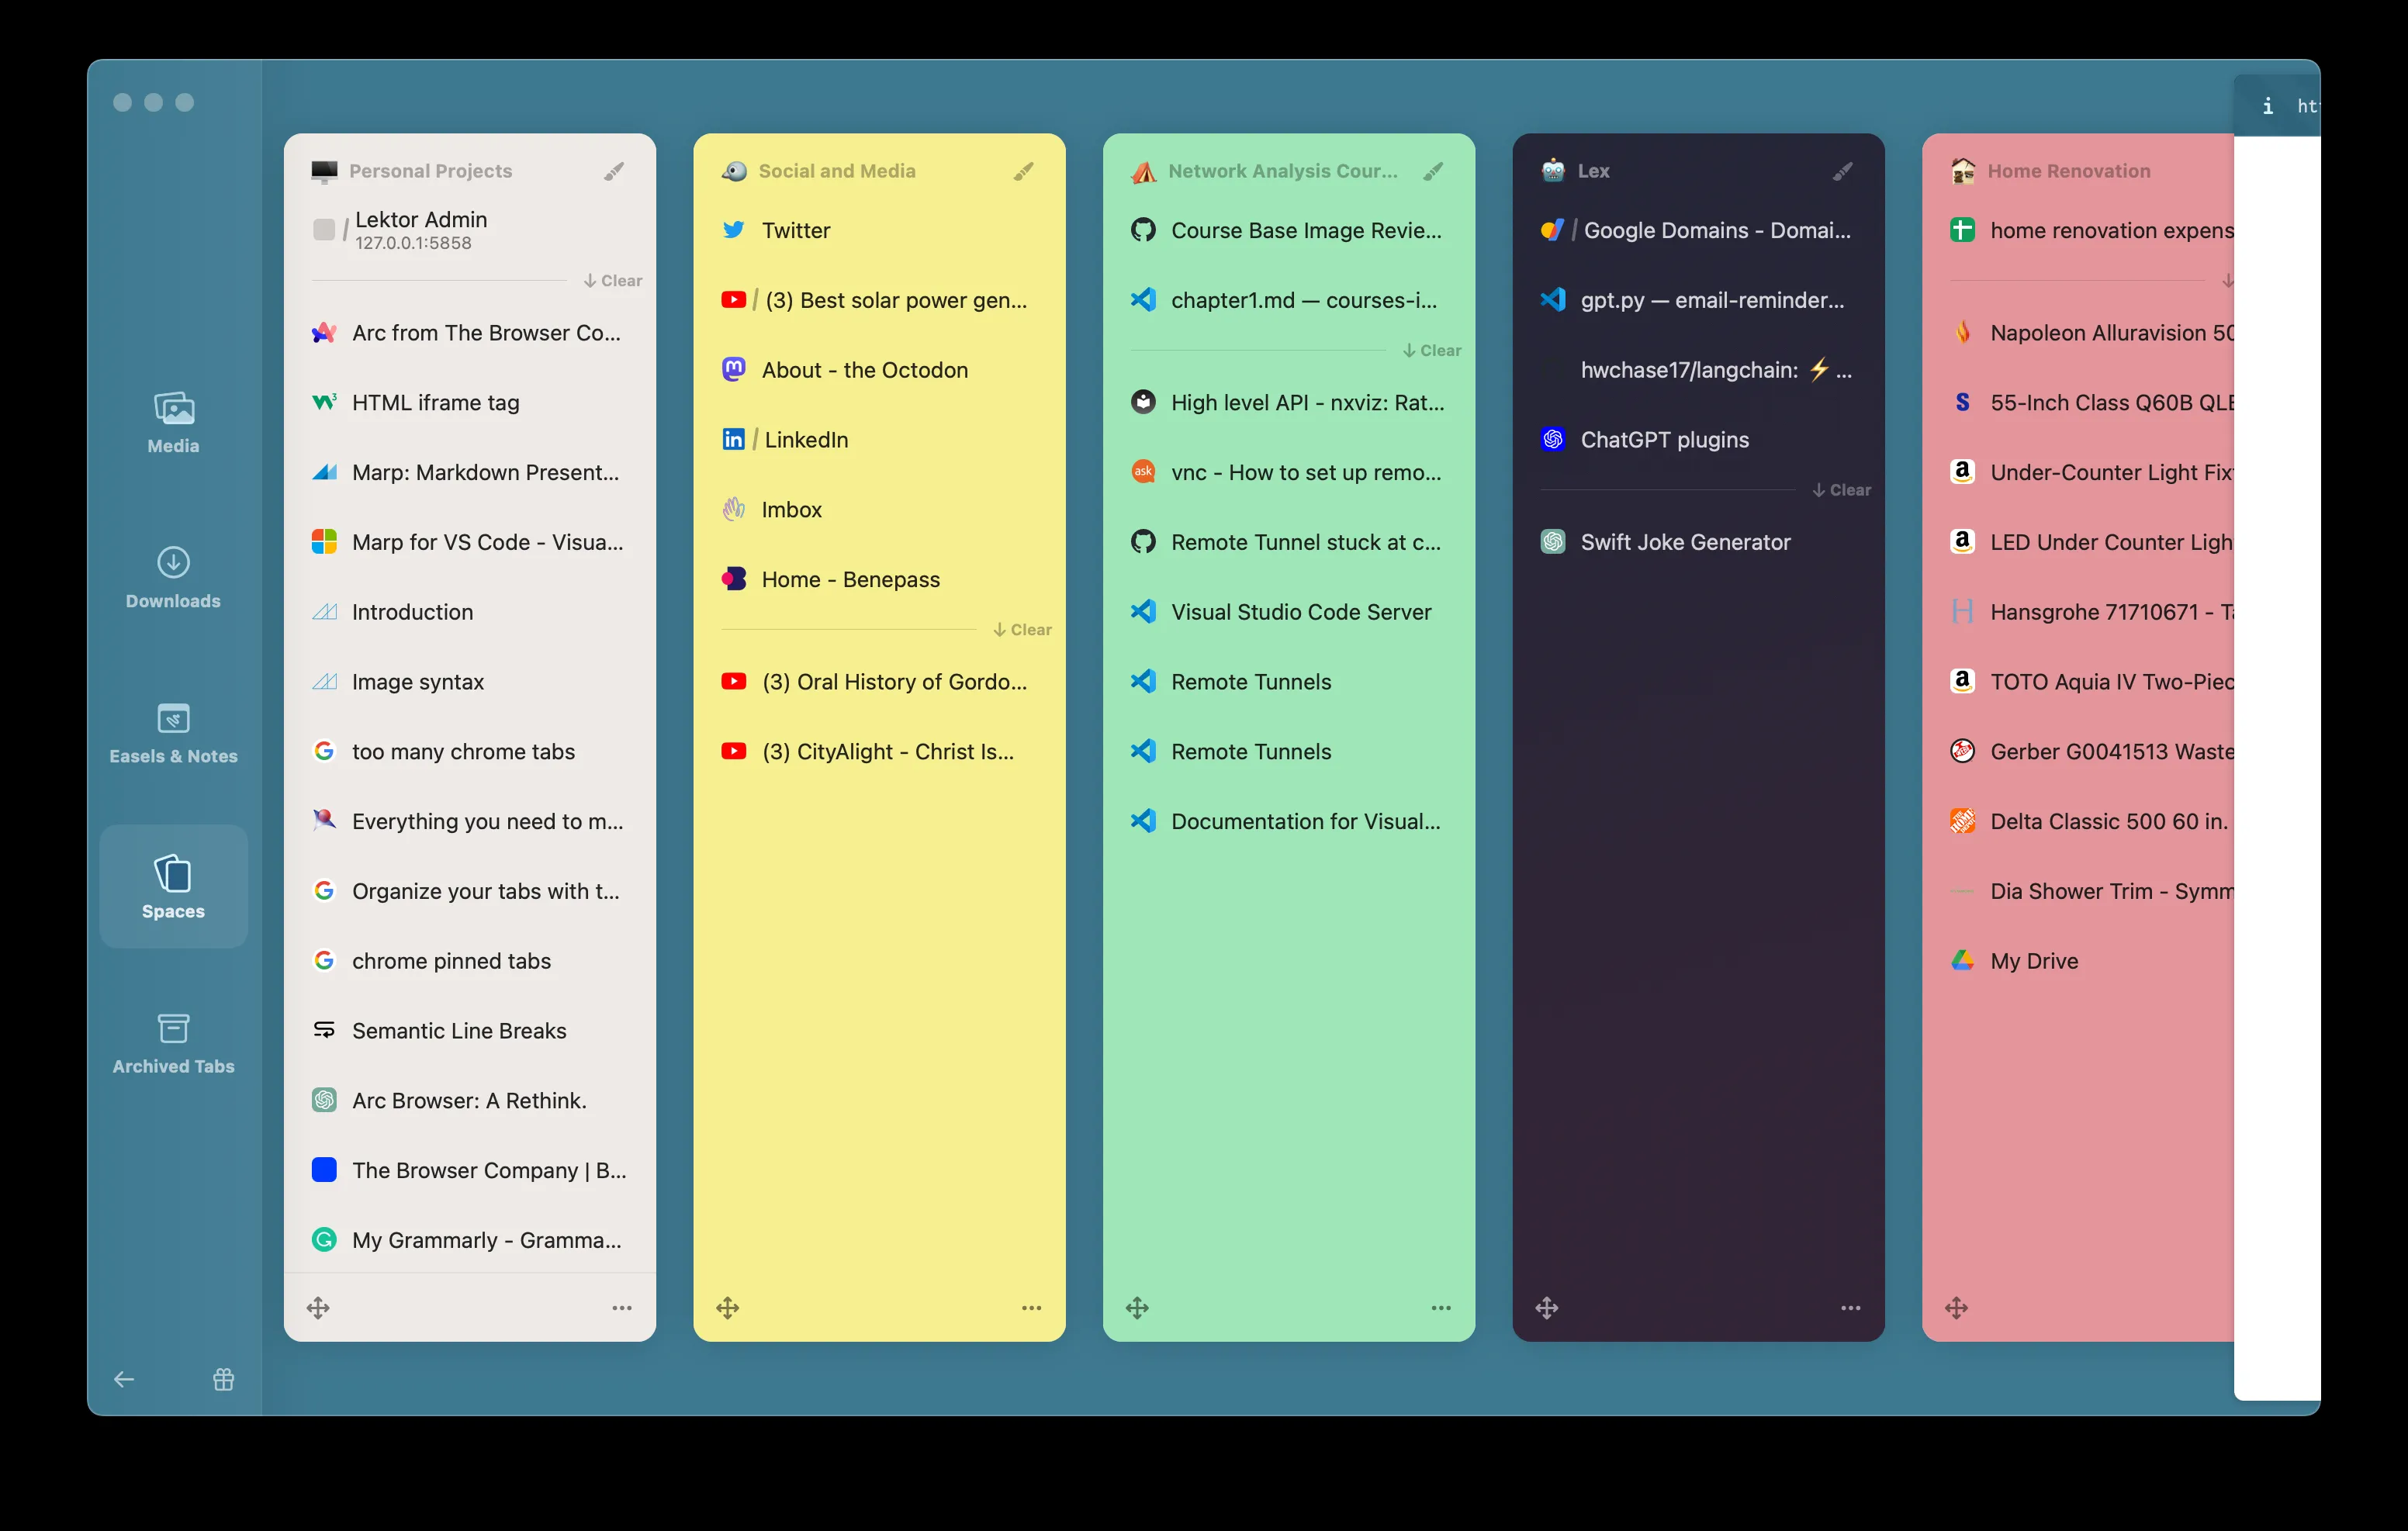 Media
Downloads
Easels & Notes
Spaces
Archived Tabs
Personal Projects
Lektor Admin
127.0.0.1:5858
Clear
Arc from The Browser Co...
HTML iframe tag
Marp: Markdown Present...
Marp for VS Code - Visua...
Introduction
Image syntax
too many chrome tabs
Everything you need to m...
Organize your tabs with t...
chrome pinned tabs
Semantic Line Breaks
Arc Browser: A Rethink.
The Browser Company | B...
My Grammarly - Gramma...
Social and Media
Twitter
/ (3) Best solar power gen...
About - the Octodon
/ LinkedIn
Imbox
Home - Benepass
Clear
(3) Oral History of Gordo...
(3) CityAlight - Christ Is...
Network Analysis Cour...
Course Base Image Revie...
chapter1.md — courses-i...
Clear
High level API - nxviz: Rat...
vnc - How to set up remo...
Remote Tunnel stuck at c...
Visual Studio Code Server
Remote Tunnels
Remote Tunnels
Documentation for Visual...
Lex
/ Google Domains - Domai...
gpt.py — email-reminder...
hwchase17/langchain: ⚡ ...
ChatGPT plugins
Clear
Swift Joke Generator
Home Renovation
home renovation expens
Napoleon Alluravision 50
55-Inch Class Q60B QLE
Under-Counter Light Fix
LED Under Counter Ligh
Hansgrohe 71710671 - Ta
TOTO Aquia IV Two-Piec
Gerber G0041513 Waste
Delta Classic 500 60 in.
Dia Shower Trim - Symm
My Drive